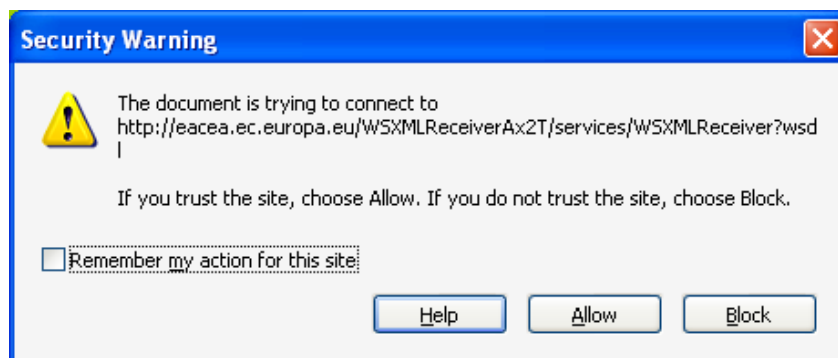 Security Warning
The document is trying to connect to
http://eacea.ec.europa.eu/WSXMLReceiverAx2T/services/WSXMLReceiver?wsd
l
If you trust the site, choose Allow. If you do not trust the site, choose Block.
Remember my action for this site
Help Allow Block